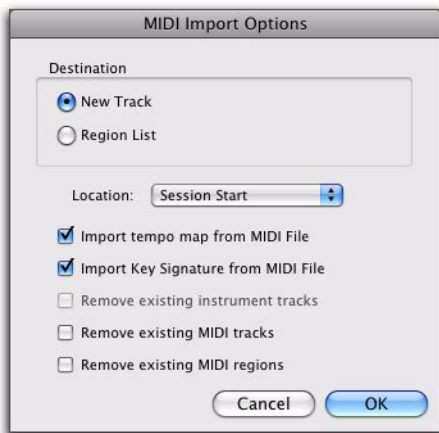 MIDI Import Options
Destination
New Track
Region List
Location: Session Start
Import tempo map from MIDI File
Import Key Signature from MIDI File
Remove existing instrument tracks
Remove existing MIDI tracks
Remove existing MIDI regions
Cancel OK